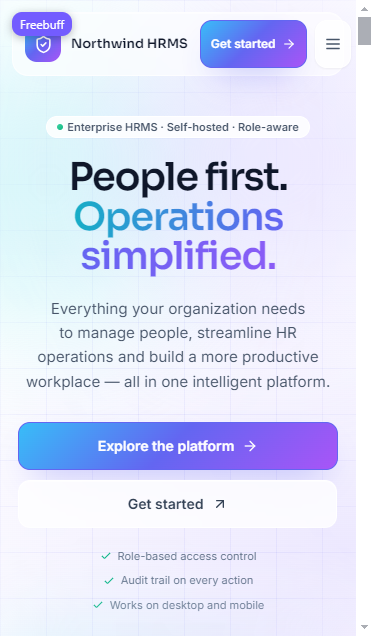 Freebuff
Northwind HRMS
Get started
Enterprise HRMS · Self-hosted · Role-aware
People first.
Operations
simplified.
Everything your organization needs
to manage people, streamline HR
operations and build a more productive
workplace — all in one intelligent platform.
Explore the platform
Get started
Role-based access control
Audit trail on every action
Works on desktop and mobile